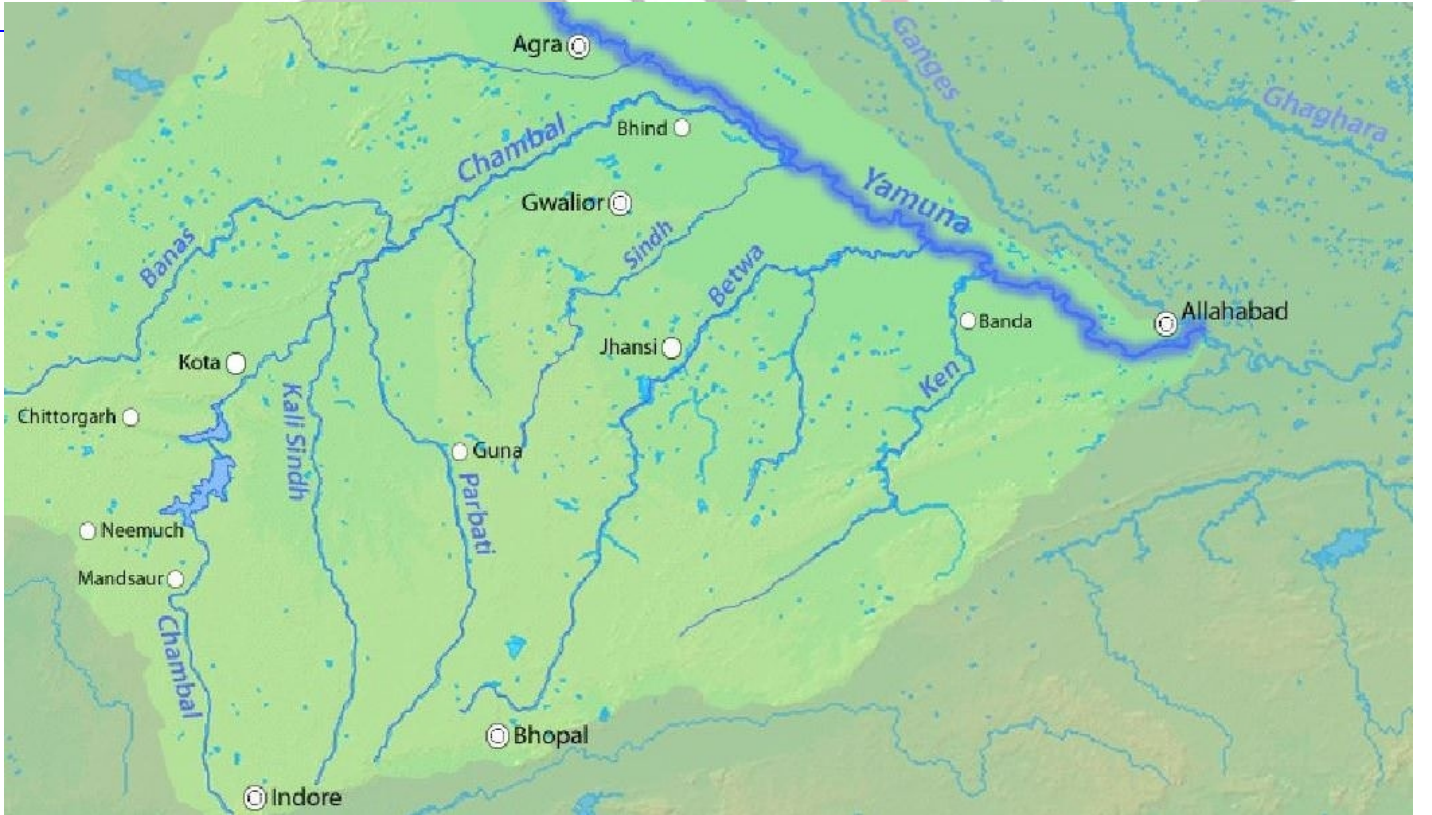 Agra
Ganges
Ghaghara
Bhind
Chambal
Yamuna
Gwalior
Banas
Sindh
Betwa
Allahabad
Banda
Jhansi
Kota
Ken
Kali Sindh
Chittorgarh
Guna
Parbati
Neemuch
Mandsaur
Chambal
Bhopal
Indore